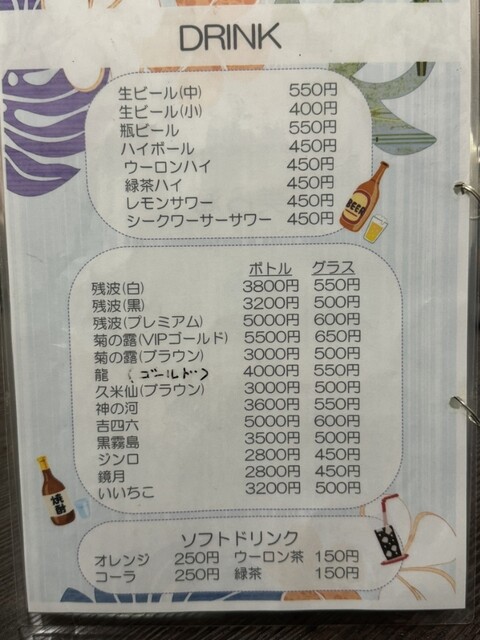 DRINK
生ビール(中) 550円
生ビール(小) 400円
瓶ビール 550円
ハイボール 450円
ウーロンハイ 450円
緑茶ハイ 450円
レモンサワー 450円
シークワーサーサワー 450円
BEER
ボトル グラス
残波(白) 3800円 550円
残波(黒) 3200円 500円
残波(プレミアム) 5000円 600円
菊の露(VIPゴールド) 5500円 650円
菊の露(ブラウン) 3000円 500円
龍 (ゴールド) 4000円 550円
久米仙(ブラウン) 3000円 500円
神の河 3600円 550円
吉四六 5000円 600円
黒霧島 3500円 500円
ジンロ 2800円 450円
鏡月 2800円 450円
いいちこ 3200円 500円
焼酎
ソフトドリンク
オレンジ 250円 ウーロン茶 150円
コーラ 250円 緑茶 150円